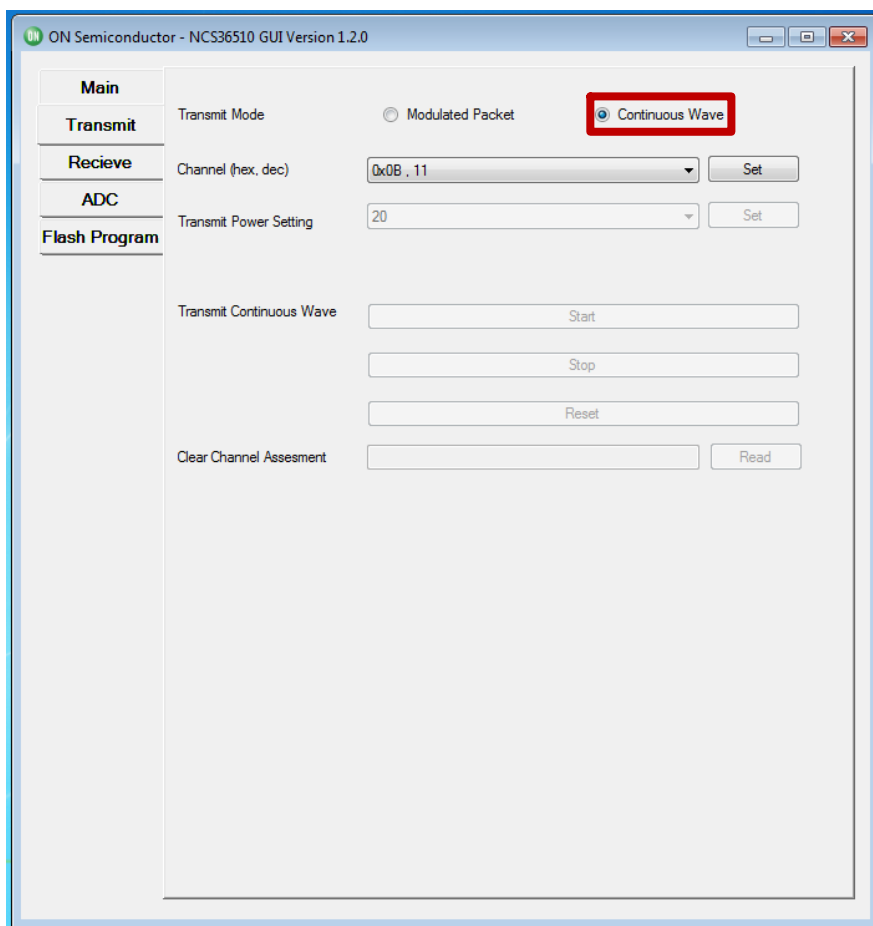 ON ON Semiconductor - NCS36510 GUI Version 1.2.0
Main
Transmit
Recieve
ADC
Flash Program
Transmit Mode Modulated Packet Continuous Wave
Channel (hex, dec) 0x0B , 11 Set
Transmit Power Setting 20 Set
Transmit Continuous Wave Start
Stop
Reset
Clear Channel Assesment Read